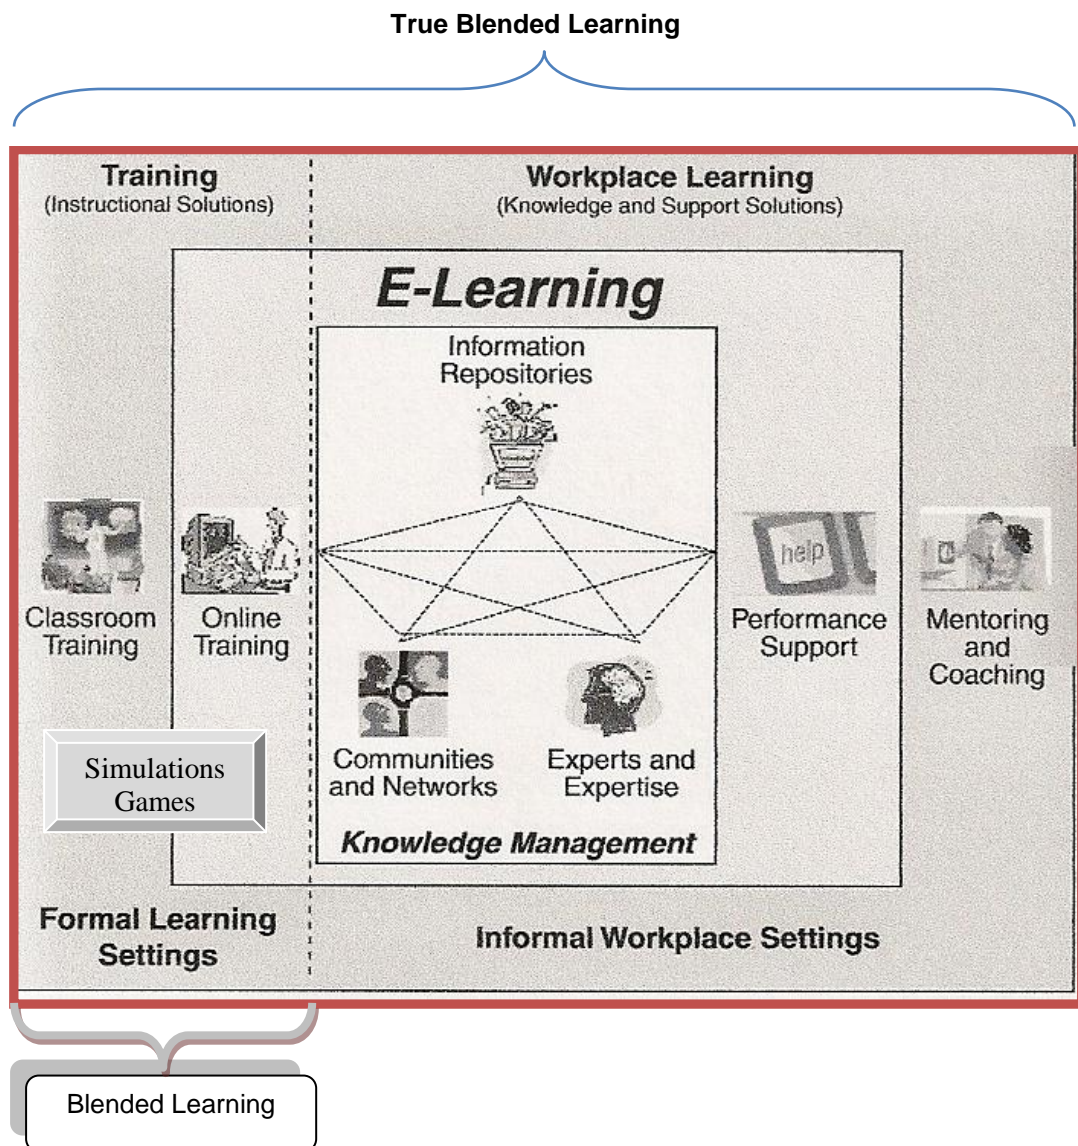 True Blended Learning
Training
(Instructional Solutions)
Workplace Learning
(Knowledge and Support Solutions)
E-Learning
Information
Repositories
help
Classroom
Training
Online
Training
Performance
Support
Mentoring
and
Coaching
Simulations
Games
Communities
and Networks
Experts and
Expertise
Knowledge Management
Formal Learning
Settings
Informal Workplace Settings
Blended Learning